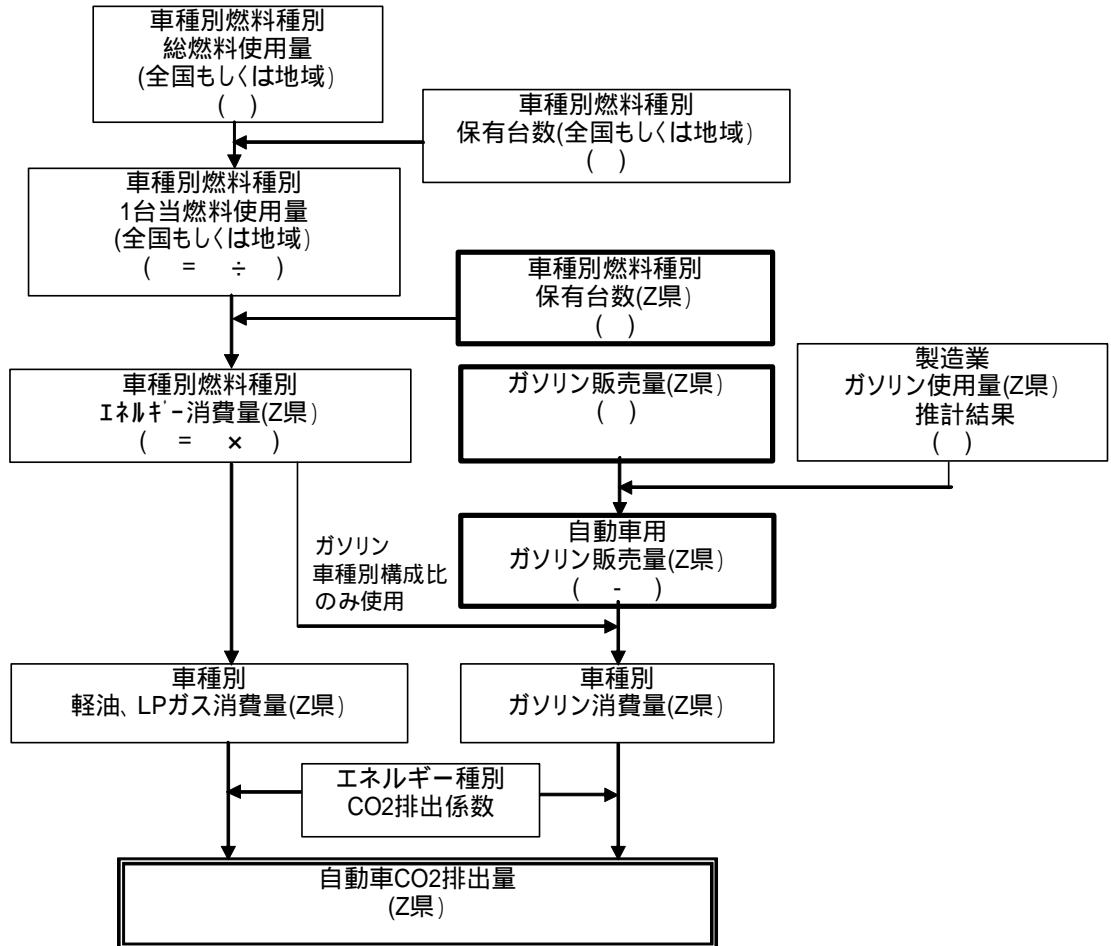 車種別燃料種別
総燃料使用量
(全国もしくは地域)
(　)
車種別燃料種別
保有台数(全国もしくは地域)
(　)
車種別燃料種別
1台当燃料使用量
(全国もしくは地域)
(　=　÷　)
車種別燃料種別
保有台数(Z県)
(　)
車種別燃料種別
ｴﾈﾙｷﾞｰ消費量(Z県)
(　=　×　)
ガソリン販売量(Z県)
(　)
製造業
ガソリン使用量(Z県)
推計結果
(　)
ガソリン
車種別構成比
のみ使用
自動車用
ガソリン販売量(Z県)
(　-　)
車種別
軽油、LPガス消費量(Z県)
車種別
ガソリン消費量(Z県)
エネルギー種別
CO2排出係数
自動車CO2排出量
(Z県)